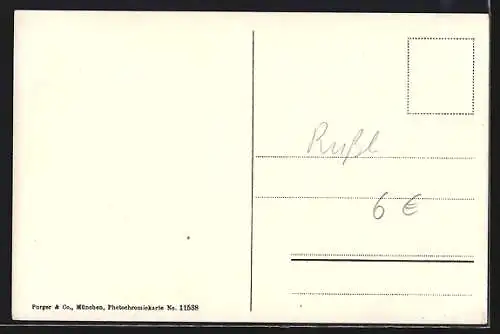 Rußl
6 €
Purger & Co., München, Photochromiekarte No. 11538